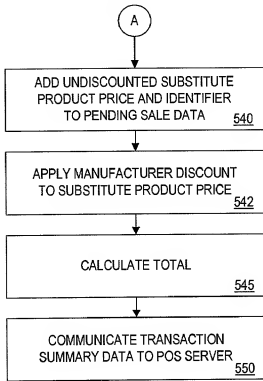 A
ADD UNDISCOUNTED SUBSTITUTE
PRODUCT PRICE AND IDENTIFIER
TO PENDING SALE DATA
540
APPLY MANUFACTURER DISCOUNT
TO SUBSTITUTE PRODUCT PRICE
542
CALCULATE TOTAL
545
COMMUNICATE TRANSACTION
SUMMARY DATA TO POS SERVER
550